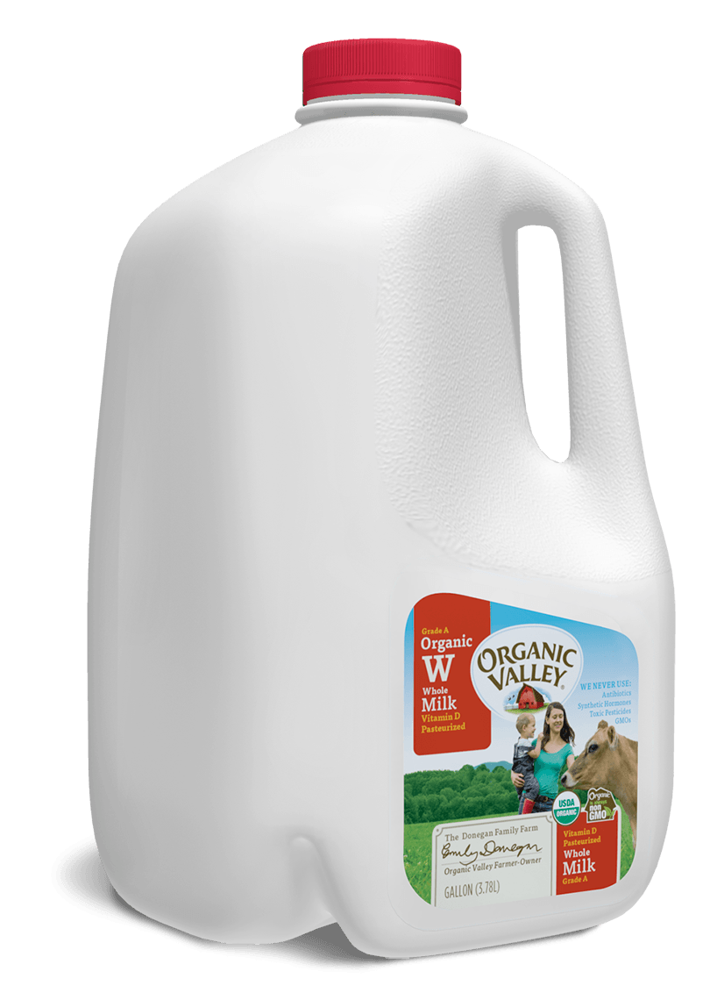 Grade A
Organic
W
Whole
Milk
Vitamin D
Pasteurized
ORGANIC
VALLEY®
WE NEVER USE:
Antibiotics
Synthetic Hormones
Toxic Pesticides
GMOs
USDA
ORGANIC
Organic
is always
non
GMO
The Donegan Family Farm
Emily Donegan
Organic Valley Farmer-Owner
GALLON (3.78L)
Vitamin D
Pasteurized
Whole
Milk
Grade A